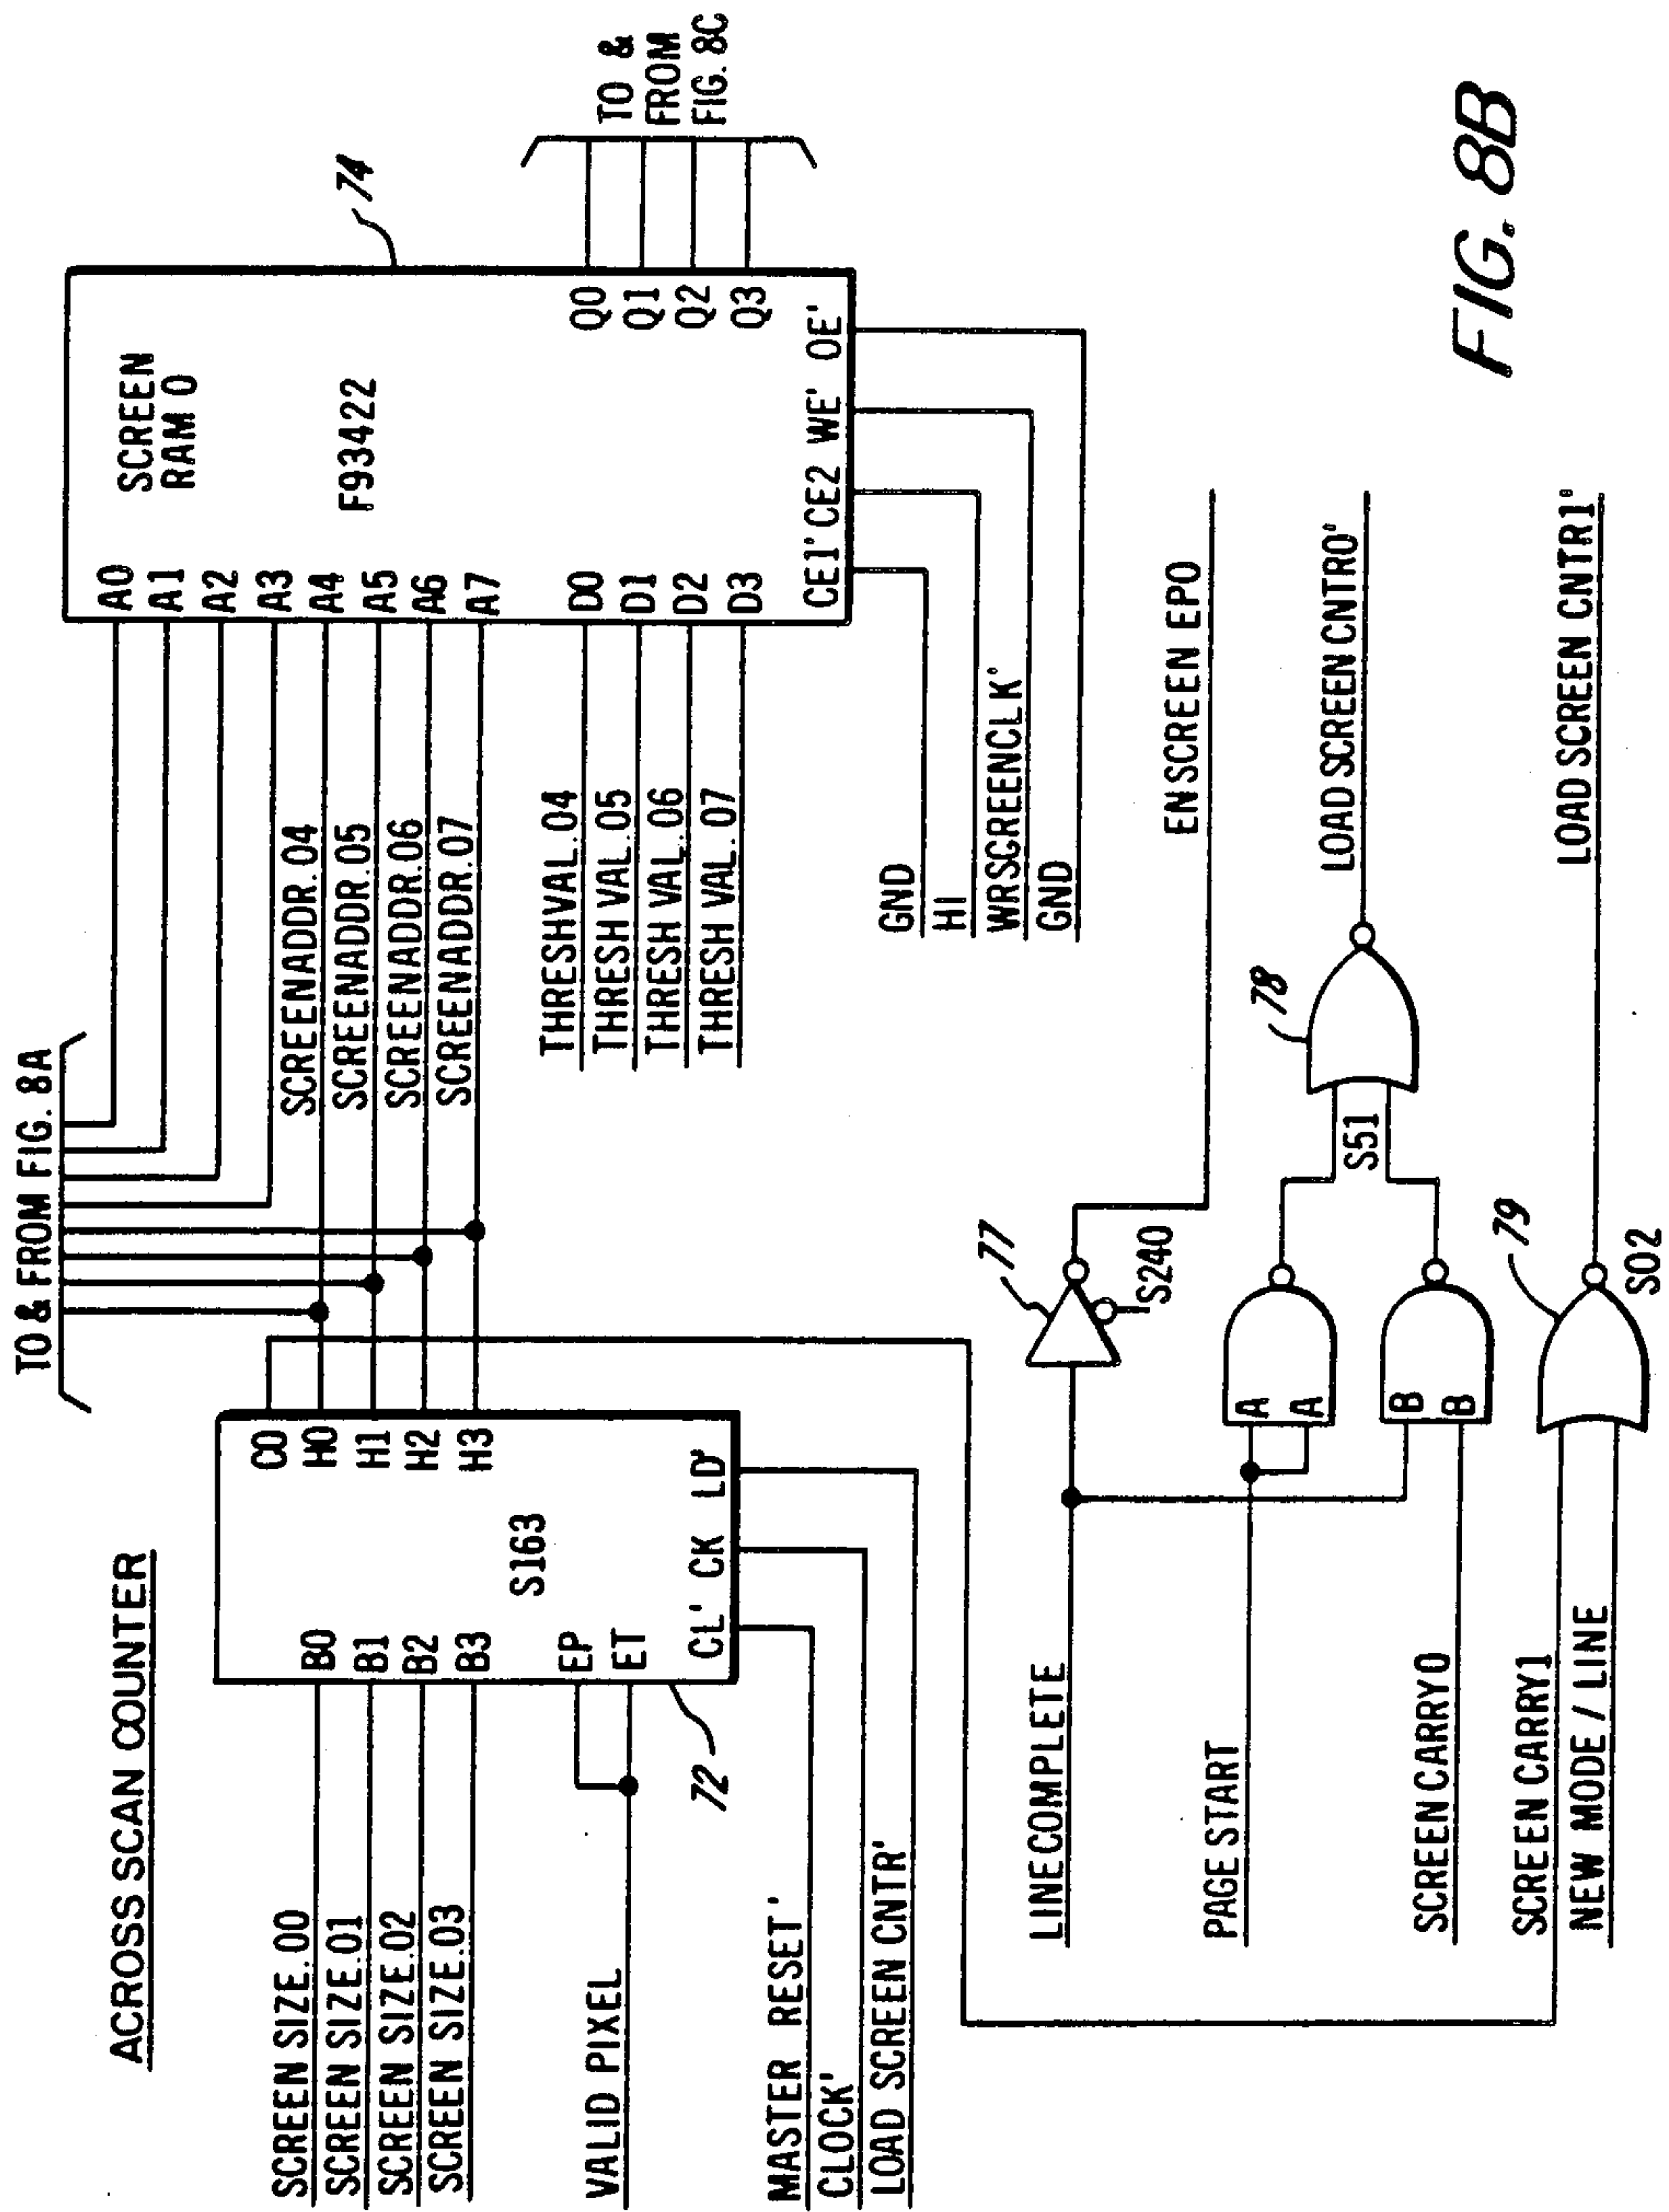 ACROSS SCAN COUNTER
TO & FROM FIG. 8A
SCREEN SIZE.00
SCREEN SIZE.01
SCREEN SIZE.02
SCREEN SIZE.03
VALID PIXEL
MASTER RESET'
CLOCK'
LOAD SCREEN CNTR'
B0
B1
B2
B3
EP
ET
S163
CL' CK LD'
C0
H0
H1
H2
H3
72
SCREENADDR.04
SCREENADDR.05
SCREENADDR.06
SCREENADDR.07
THRESHVAL.04
THRESH VAL.05
THRESH VAL.06
THRESH VAL.07
GND
HI
WRSCREENCLK'
GND
A0
A1
A2
A3
A4
A5
A6
A7
D0
D1
D2
D3
SCREEN
RAM 0
F93422
CE1' CE2 WE' OE'
Q0
Q1
Q2
Q3
74
TO &
FROM
FIG. 8C
LINE COMPLETE
PAGE START
SCREEN CARRY 0
SCREEN CARRY1
NEW MODE / LINE
77
S240
A
A
B
B
S51
78
79
S02
ENSCREEN EP0
LOAD SCREEN CNTR0'
LOAD SCREEN CNTR1'
FIG. 8B